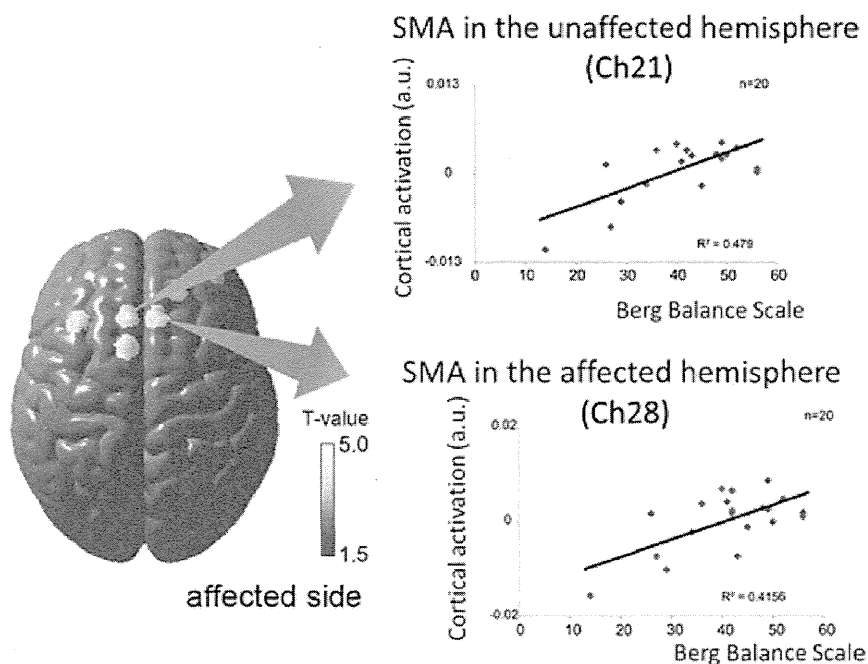 SMA in the unaffected hemisphere
(Ch21)
0.013
n=20
Cortical activation (a.u.)
0
R² = 0.479
-0.013
0 10 20 30 40 50 60
Berg Balance Scale
SMA in the affected hemisphere
(Ch28)
0.02
n=20
Cortical activation (a.u.)
0
R² = 0.4156
-0.02
0 10 20 30 40 50 60
Berg Balance Scale
T-value
5.0
1.5
affected side